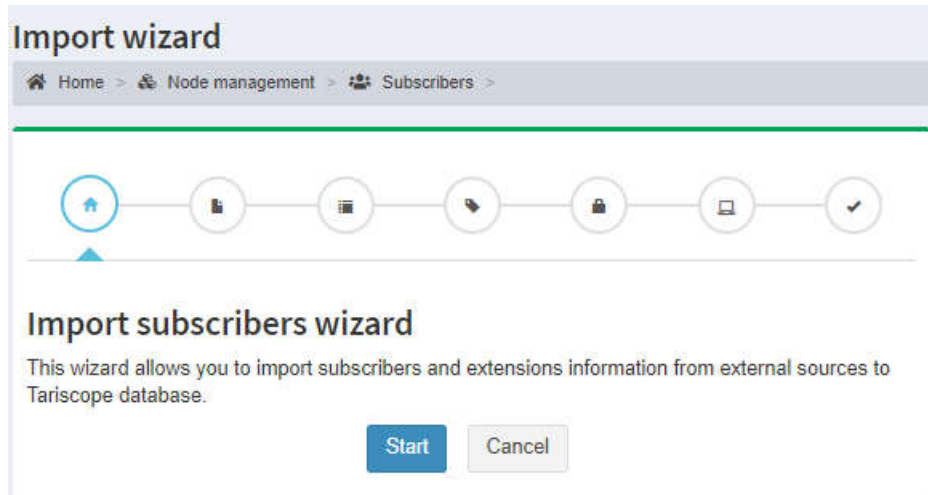 Import wizard
Home > Node management > Subscribers >
Import subscribers wizard
This wizard allows you to import subscribers and extensions information from external sources to
Tariscope database.
Start Cancel